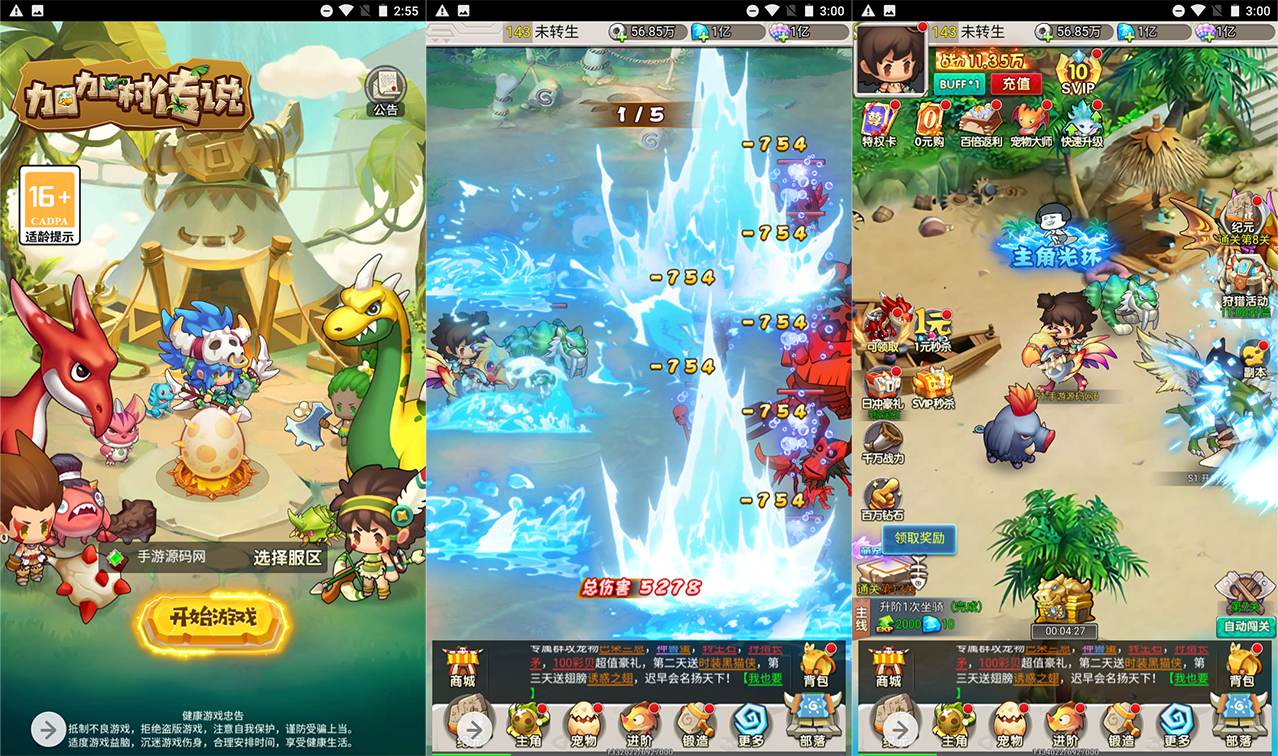 2:55
加加村传说
公告
16+
CADPA
适龄提示
手游源码网
选择服区
开始游戏
健康游戏忠告
抵制不良游戏，拒绝盗版游戏，注意自我保护，谨防受骗上当。
适度游戏益脑，沉迷游戏伤身，合理安排时间，享受健康生活。
3:00
143 未转生
56.85万
1亿
1亿
1/5
-754
-754
-754
-754
-754
-754
-754
总伤害 5278
商城
超值豪礼，第二天送时装黑猫侠，第
矛，100彩贝
三天送翅膀诱惑之翅，迟早会名扬天下！【我也要
】
背包
主角
宠物
进阶
锻造
更多
部落
3:00
143 未转生
56.85万
1亿
1亿
11.35万
BUFF*1
充值
10
SVIP
特权卡
0元购
百倍返利
宠物大师
快速升级
主角光环
纪元
通关第8关
狩猎活动
副本
可领取
1元秒杀
日冲豪礼
SVIP秒杀
千万战力
百万钻石
领取奖励
主线
升阶1次坐骑（完成）
EXP 2000
10
00:04:27
自动闯关
商城
矛，100彩贝超值豪礼，第二天送时装黑猫侠，第
三天送翅膀诱惑之翅，迟早会名扬天下！【我也要
】
背包
主角
宠物
进阶
锻造
更多
部落